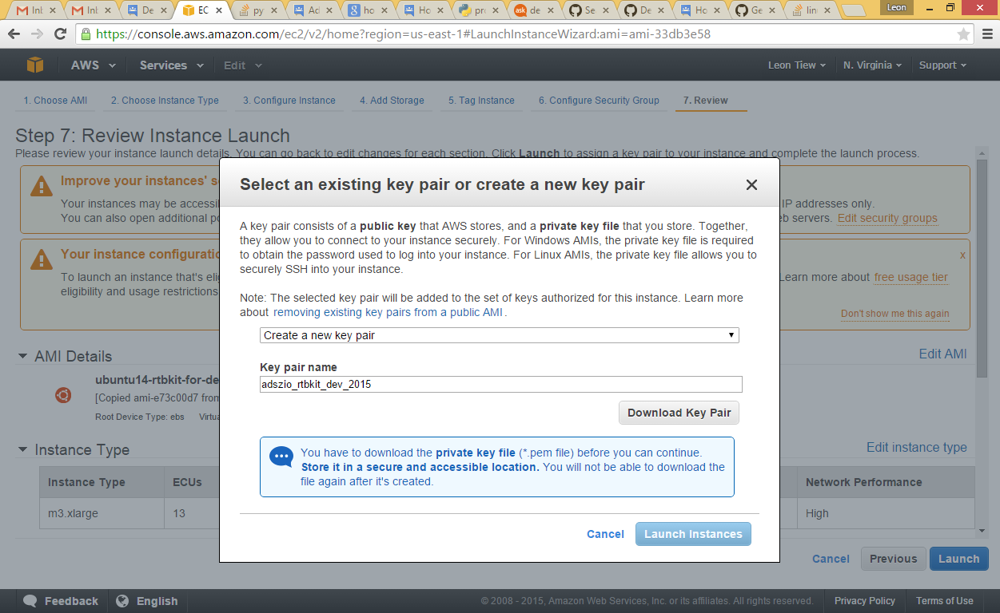 Inl
Inl
De
EC
py
Ad
ho
Ho
pr
de
Se
De
Ho
Ge
lin
Leon
https://console.aws.amazon.com/ec2/v2/home?region=us-east-1#LaunchInstanceWizard:ami=ami-33db3e58
AWS Services Edit Leon Tiew N. Virginia Support
1. Choose AMI 2. Choose Instance Type 3. Configure Instance 4. Add Storage 5. Tag Instance 6. Configure Security Group 7. Review
Step 7: Review Instance Launch
Please review your instance launch details. You can go back to edit changes for each section. Click Launch to assign a key pair to your instance and complete the launch process.
Improve your instances'
Your instances may be IP addresses only.
You can also open additional servers. Edit security groups
Your instance
To launch an instance that's Learn more about free usage tier
eligibility and usage restrictions
x
Don't show me this again
AMI Details Edit AMI
ubuntu14-rtbkit-for-de
[Copied ami-e73c00d7 from
Root Device Type: ebs
Instance Type Edit instance type
Instance Type ECUs Network Performance
m3.xlarge 13 High
Select an existing key pair or create a new key pair
A key pair consists of a public key that AWS stores, and a private key file that you store. Together,
they allow you to connect to your instance securely. For Windows AMIs, the private key file is required
to obtain the password used to log into your instance. For Linux AMIs, the private key file allows you to
securely SSH into your instance.
Note: The selected key pair will be added to the set of keys authorized for this instance. Learn more
about removing existing key pairs from a public AMI.
Create a new key pair
Key pair name
adszio_rtbkit_dev_2015
Download Key Pair
You have to download the private key file (*.pem file) before you can continue.
Store it in a secure and accessible location. You will not be able to download the
file again after it's created.
Cancel Launch Instances
Cancel Previous Launch
Feedback English © 2008 - 2015, Amazon Web Services, Inc. or its affiliates. All rights reserved. Privacy Policy Terms of Use